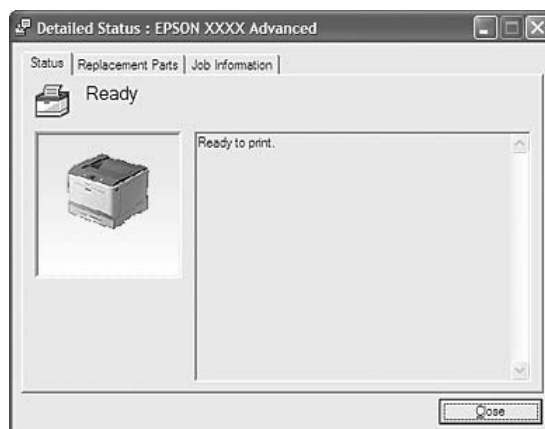 Detailed Status : EPSON XXXX Advanced
Status Replacement Parts Job Information
Ready
Ready to print.
Close